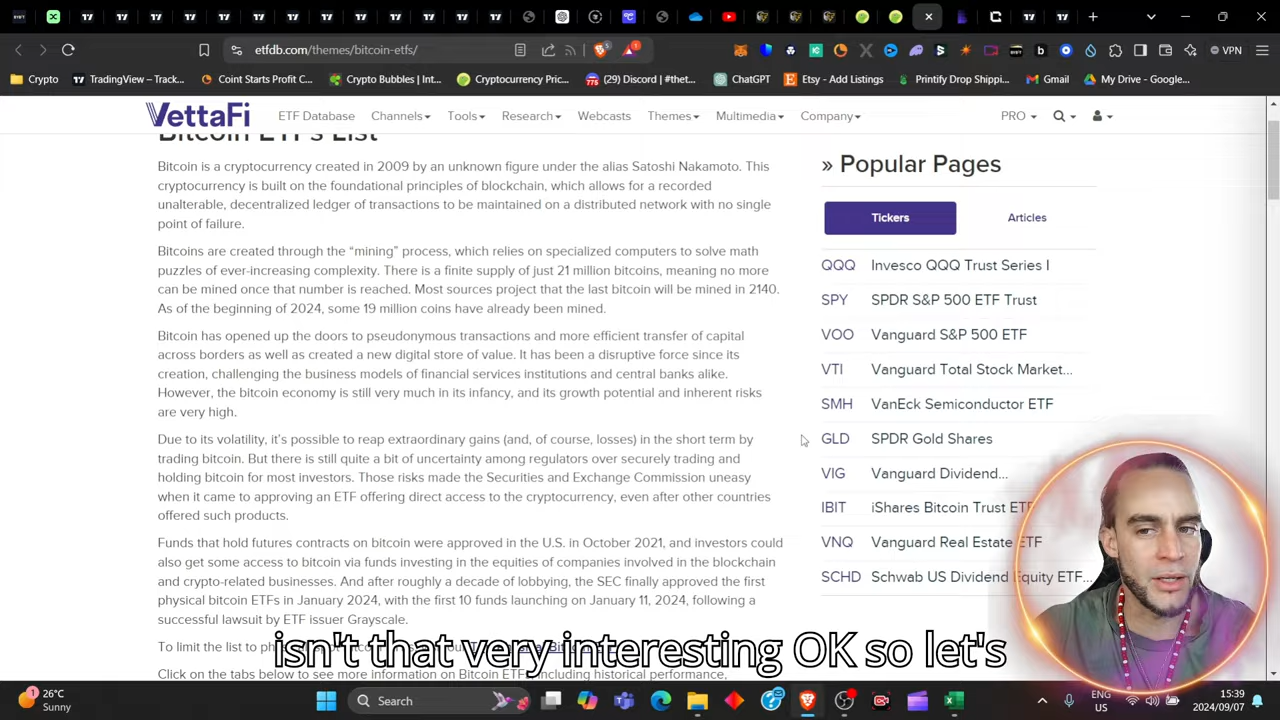 etfdb.com/themes/bitcoin-etfs/
VPN
Crypto
TradingView – Track...
Coint Starts Profit C...
Crypto Bubbles | Int...
Cryptocurrency Pric...
(29) Discord | #thet...
ChatGPT
Etsy - Add Listings
Printify Drop Shippi...
Gmail
My Drive - Google...
VettaFi
ETF Database
Channels
Tools
Research
Webcasts
Themes
Multimedia
Company
PRO
Bitcoin ETFs List
Bitcoin is a cryptocurrency created in 2009 by an unknown figure under the alias Satoshi Nakamoto. This
cryptocurrency is built on the foundational principles of blockchain, which allows for a recorded
unalterable, decentralized ledger of transactions to be maintained on a distributed network with no single
point of failure.
Bitcoins are created through the “mining” process, which relies on specialized computers to solve math
puzzles of ever-increasing complexity. There is a finite supply of just 21 million bitcoins, meaning no more
can be mined once that number is reached. Most sources project that the last bitcoin will be mined in 2140.
As of the beginning of 2024, some 19 million coins have already been mined.
Bitcoin has opened up the doors to pseudonymous transactions and more efficient transfer of capital
across borders as well as created a new digital store of value. It has been a disruptive force since its
creation, challenging the business models of financial services institutions and central banks alike.
However, the bitcoin economy is still very much in its infancy, and its growth potential and inherent risks
are very high.
Due to its volatility, it’s possible to reap extraordinary gains (and, of course, losses) in the short term by
trading bitcoin. But there is still quite a bit of uncertainty among regulators over securely trading and
holding bitcoin for most investors. Those risks made the Securities and Exchange Commission uneasy
when it came to approving an ETF offering direct access to the cryptocurrency, even after other countries
offered such products.
Funds that hold futures contracts on bitcoin were approved in the U.S. in October 2021, and investors could
also get some access to bitcoin via funds investing in the equities of companies involved in the blockchain
and crypto-related businesses. And after roughly a decade of lobbying, the SEC finally approved the first
physical bitcoin ETFs in January 2024, with the first 10 funds launching on January 11, 2024, following a
successful lawsuit by ETF issuer Grayscale.
To limit the list to
Click on the tabs below to see more information on Bitcoin ETFs, including historical performance,
» Popular Pages
Tickers
Articles
QQQ Invesco QQQ Trust Series I
SPY SPDR S&P 500 ETF Trust
VOO Vanguard S&P 500 ETF
VTI Vanguard Total Stock Market...
SMH VanEck Semiconductor ETF
GLD SPDR Gold Shares
VIG Vanguard Dividend...
IBIT iShares Bitcoin Trust ETF
VNQ Vanguard Real Estate ETF
SCHD Schwab US Dividend Equity ETF...
isn't that very interesting OK so let's
26°C
Sunny
Search
ENG
US
15:39
2024/09/07